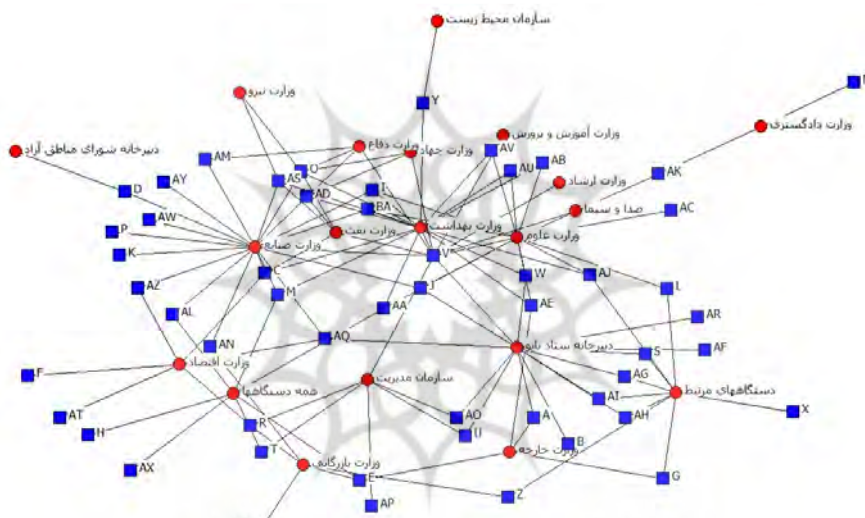 سازمان محیط زیست
Y
وزارت نیرو
وزارت دادگستری
وزارت آموزش و پرورش
وزارت دفاع
وزارت جهاد
AV
AU
AB
AM
O
AS
AD
I
BA
دبیرخانه شورای مناطق آزاد
D
AY
AW
P
K
وزارت ارشاد
AK
صدا و سیما
AC
وزارت بهداشت
وزارت علوم
وزارت نفت
وزارت صنایع
V
C
M
J
W
AJ
L
AE
AZ
AL
AA
AR
AN
AQ
دبیرخانه ستاد نانو
S
AF
وزارت اقتصاد
F
AG
سازمان مدیریت
همه دستگاهها
دستگاههای مرتبط
AI
X
AT
H
R
AO
A
AH
U
B
T
AX
وزارت بازرگانی
وزارت خارجه
E
G
Z
AP